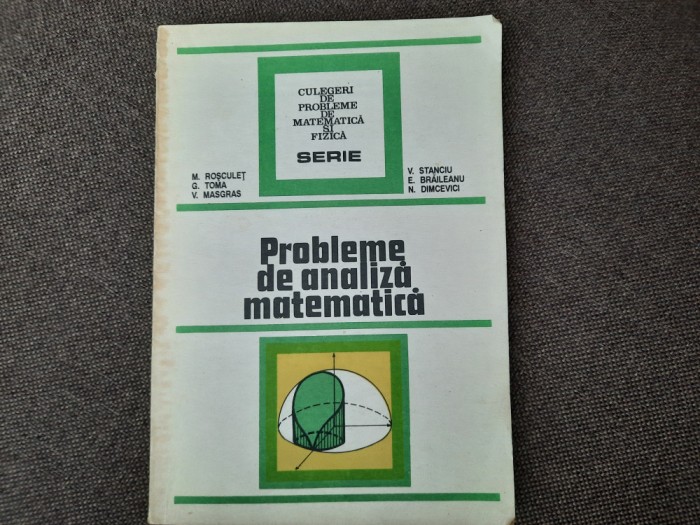 CULEGERI
DE
PROBLEME
DE
MATEMATICĂ
ȘI
FIZICĂ
SERIE
M. ROȘCULEȚ
G. TOMA
V. MASGRAS
V. STANCIU
E. BRĂILEANU
N. DIMCEVICI
Probleme
de analiză
matematică